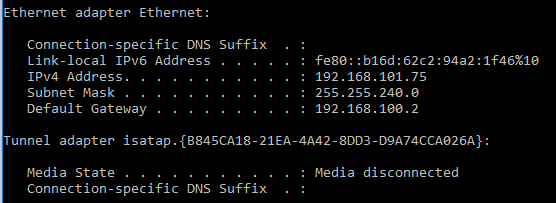 Ethernet adapter Ethernet:
Connection-specific DNS Suffix  . :
Link-local IPv6 Address . . . . . : fe80::b16d:62c2:94a2:1f46%10
IPv4 Address. . . . . . . . . . . : 192.168.101.75
Subnet Mask . . . . . . . . . . . : 255.255.240.0
Default Gateway . . . . . . . . . : 192.168.100.2
Tunnel adapter isatap.{B845CA18-21EA-4A42-8DD3-D9A74CCA026A}:
Media State . . . . . . . . . . . : Media disconnected
Connection-specific DNS Suffix  . :